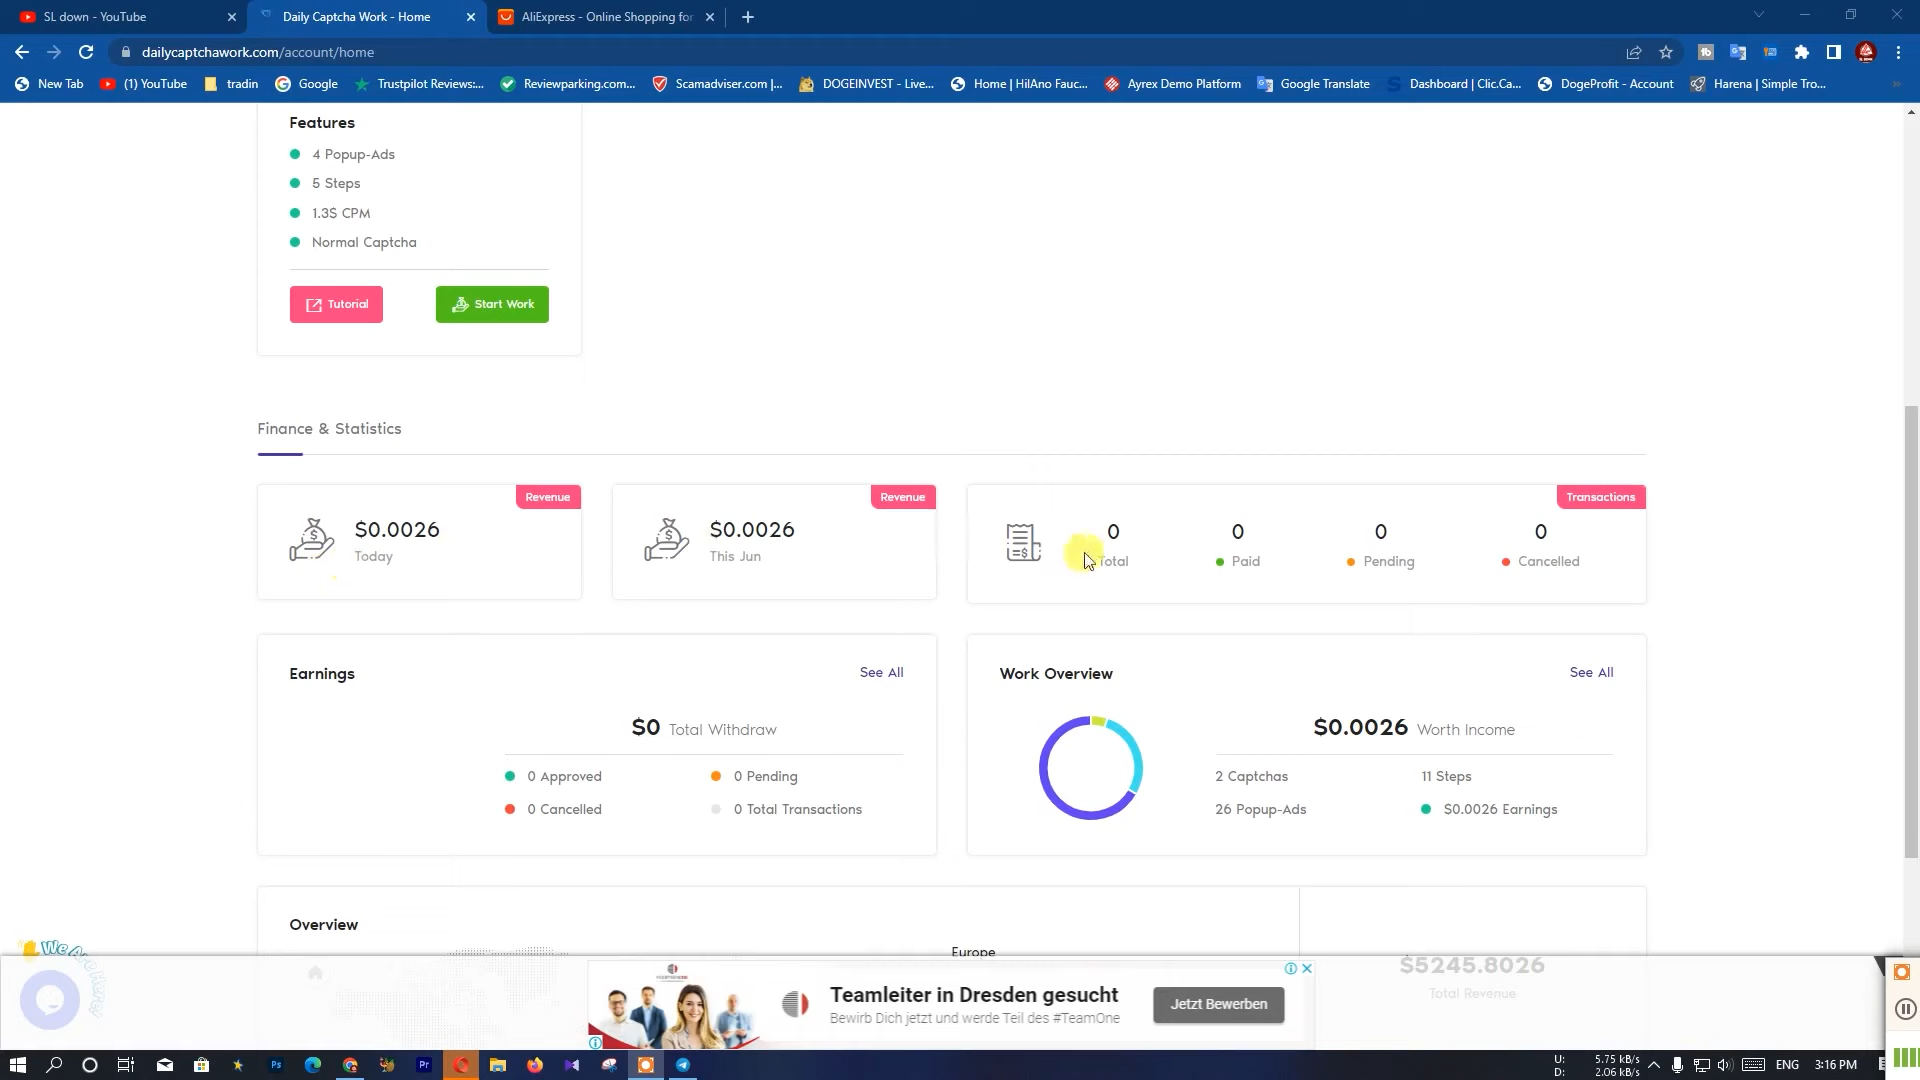 SL down - YouTube
Daily Captcha Work - Home
AliExpress - Online Shopping for
dailycaptchawork.com/account/home
New Tab
(1) YouTube
tradin
Google
Trustpilot Reviews:...
Reviewparking.com...
Scamadviser.com |...
DOGEINVEST - Live...
Home | HilAno Fauc...
Ayrex Demo Platform
Google Translate
Dashboard | Clic.Ca...
DogeProfit - Account
Harena | Simple Tro...
Features
4 Popup-Ads
5 Steps
1.3$ CPM
Normal Captcha
Tutorial
Start Work
Finance & Statistics
Revenue
$0.0026
Today
Revenue
$0.0026
This Jun
Transactions
0 0 0 0
Total Paid Pending Cancelled
Earnings
See All
$0 Total Withdraw
0 Approved 0 Pending
0 Cancelled 0 Total Transactions
Work Overview
See All
$0.0026 Worth Income
2 Captchas 11 Steps
26 Popup-Ads $0.0026 Earnings
Overview
Europe
$5245.8026
Total Revenue
Teamleiter in Dresden gesucht
Bewirb Dich jetzt und werde Teil des #TeamOne
Jetzt Bewerben
U: 5.75 kB/s
D: 2.06 kB/s
ENG
3:16 PM